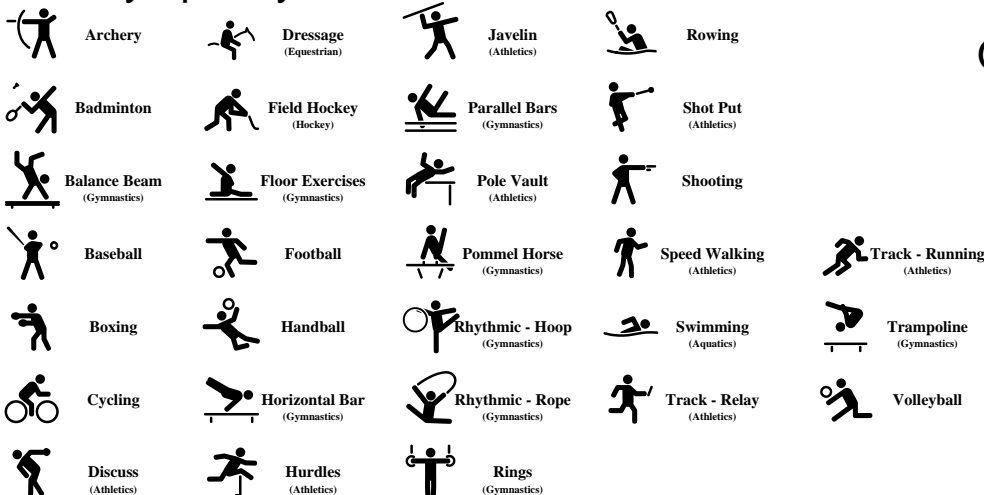 Archery
Dressage
(Equestrian)
Javelin
(Athletics)
Rowing
Badminton
Field Hockey
(Hockey)
Parallel Bars
(Gymnastics)
Shot Put
(Athletics)
Balance Beam
(Gymnastics)
Floor Exercises
(Gymnastics)
Pole Vault
(Athletics)
Shooting
Baseball
Football
Pommel Horse
(Gymnastics)
Speed Walking
(Athletics)
Track - Running
(Athletics)
Boxing
Handball
Rhythmic - Hoop
(Gymnastics)
Swimming
(Aquatics)
Trampoline
(Gymnastics)
Cycling
Horizontal Bar
(Gymnastics)
Rhythmic - Rope
(Gymnastics)
Track - Relay
(Athletics)
Volleyball
Discuss
(Athletics)
Hurdles
(Athletics)
Rings
(Gymnastics)